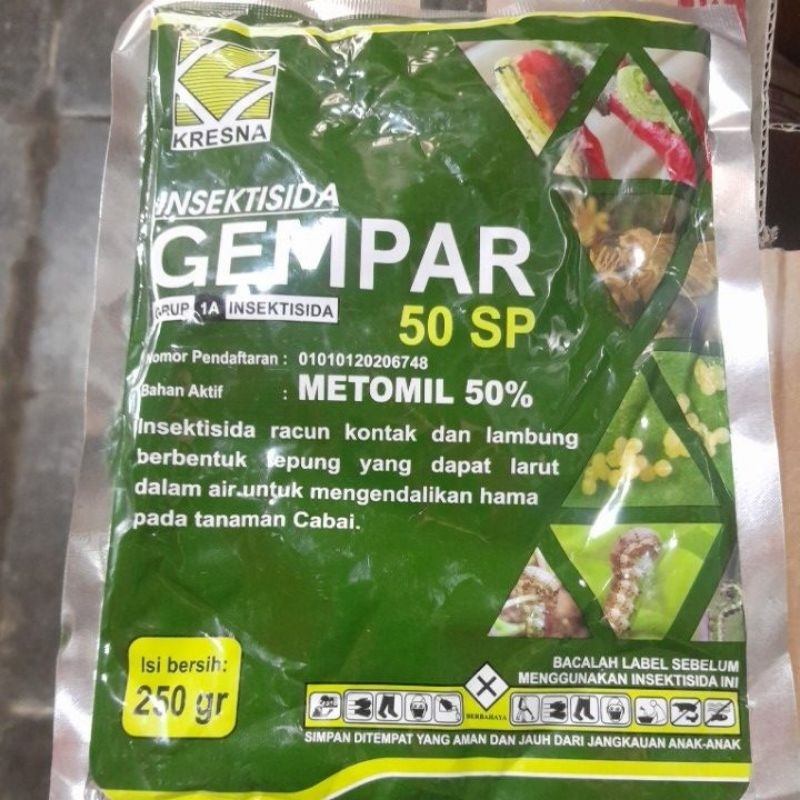 KRESNA
INSEKTISIDA
GEMPAR
50 SP
GRUP 1A INSEKTISIDA
Nomor Pendaftaran : 01010120206748
Bahan Aktif : METOMIL 50%
Insektisida racun kontak dan lambung
berbentuk tepung yang dapat larut
dalam air untuk mengendalikan hama
pada tanaman Cabai.
Isi bersih:
250 gr
BACALAH LABEL SEBELUM
MENGGUNAKAN INSEKTISIDA INI
BERBAHAYA
SIMPAN DITEMPAT YANG AMAN DAN JAUH DARI JANGKAUAN ANAK-ANAK